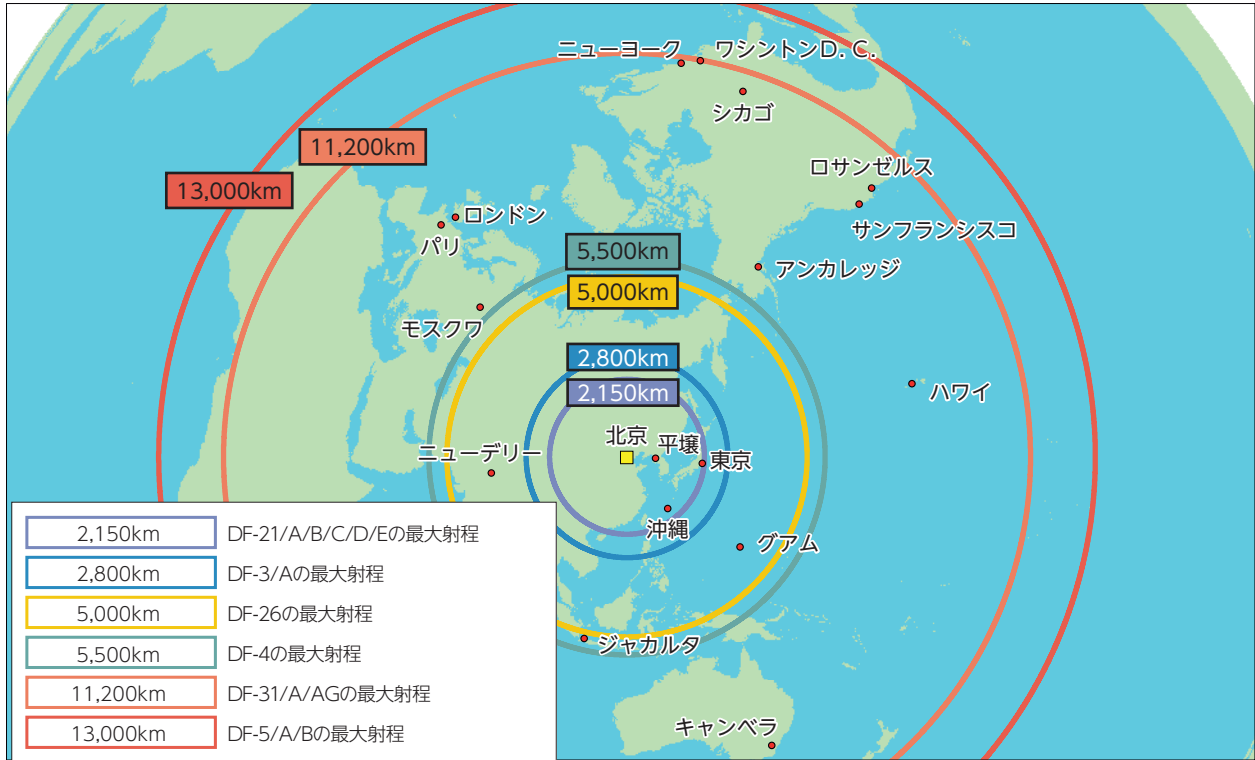 ニューヨーク
ワシントンD.C.
シカゴ
11,200km
ロサンゼルス
13,000km
ロンドン
サンフランシスコ
パリ
5,500km
アンカレッジ
5,000km
モスクワ
2,800km
2,150km
ハワイ
北京
平壌
ニューデリー
東京
沖縄
グアム
ジャカルタ
キャンベラ
2,150km DF-21/A/B/C/D/Eの最大射程
2,800km DF-3/Aの最大射程
5,000km DF-26の最大射程
5,500km DF-4の最大射程
11,200km DF-31/A/AGの最大射程
13,000km DF-5/A/Bの最大射程